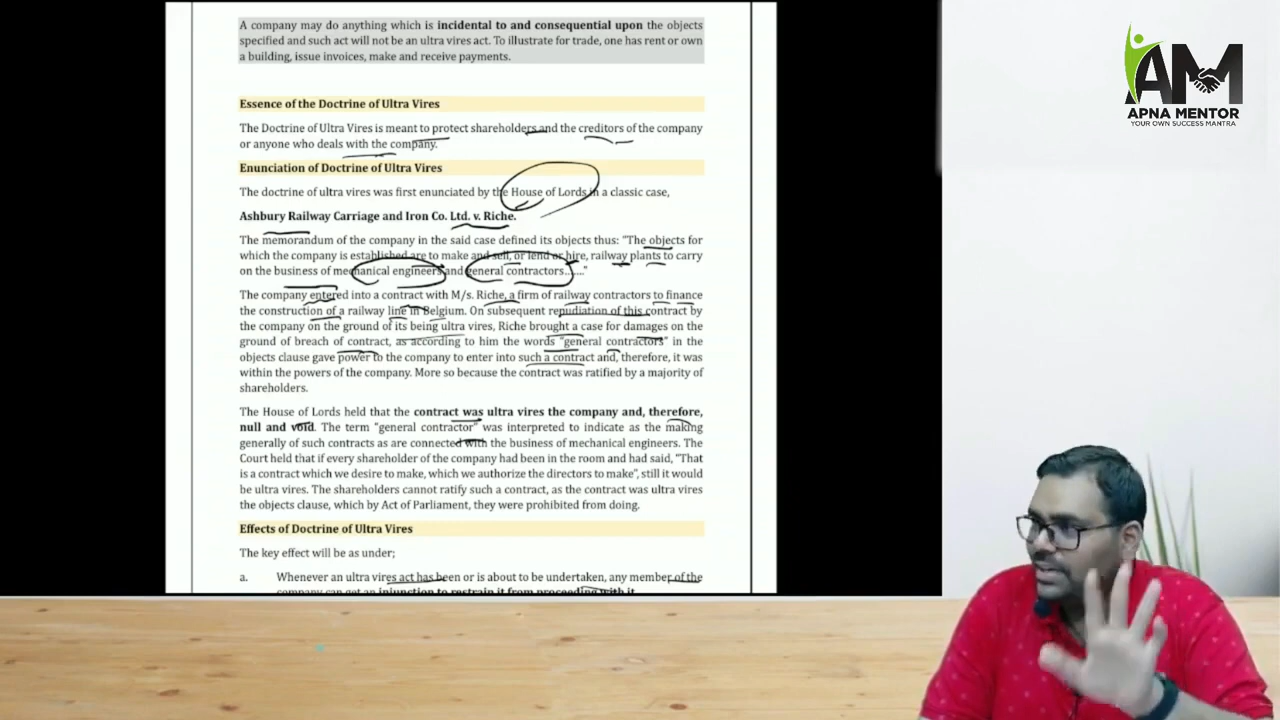 A company may do anything which is incidental to and consequential upon the objects
specified and such act will not be an ultra vires act. To illustrate for trade, one has rent or own
a building, issue invoices, make and receive payments.
Essence of the Doctrine of Ultra Vires
The Doctrine of Ultra Vires is meant to protect shareholders and the creditors of the company
or anyone who deals with the company.
Enunciation of Doctrine of Ultra Vires
The doctrine of ultra vires was first enunciated by the House of Lords in a classic case,
Ashbury Railway Carriage and Iron Co. Ltd. v. Riche.
The memorandum of the company in the said case defined its objects thus: "The objects for
which the company is established are to make and sell, or lend or hire, railway plants to carry
on the business of mechanical engineers and general contractors......"
The company entered into a contract with M/s. Riche, a firm of railway contractors to finance
the construction of a railway line in Belgium. On subsequent repudiation of this contract by
the company on the ground of its being ultra vires, Riche brought a case for damages on the
ground of breach of contract, as according to him the words "general contractors" in the
objects clause gave power to the company to enter into such a contract and, therefore, it was
within the powers of the company. More so because the contract was ratified by a majority of
shareholders.
The House of Lords held that the contract was ultra vires the company and, therefore,
null and void. The term "general contractor" was interpreted to indicate as the making
generally of such contracts as are connected with the business of mechanical engineers. The
Court held that if every shareholder of the company had been in the room and had said, "That
is a contract which we desire to make, which we authorize the directors to make", still it would
be ultra vires. The shareholders cannot ratify such a contract, as the contract was ultra vires
the objects clause, which by Act of Parliament, they were prohibited from doing.
Effects of Doctrine of Ultra Vires
The key effect will be as under;
a. Whenever an ultra vires act has been or is about to be undertaken, any member of the
company can get an injunction to restrain it from proceeding with it
AM
APNA MENTOR
YOUR OWN SUCCESS MANTRA